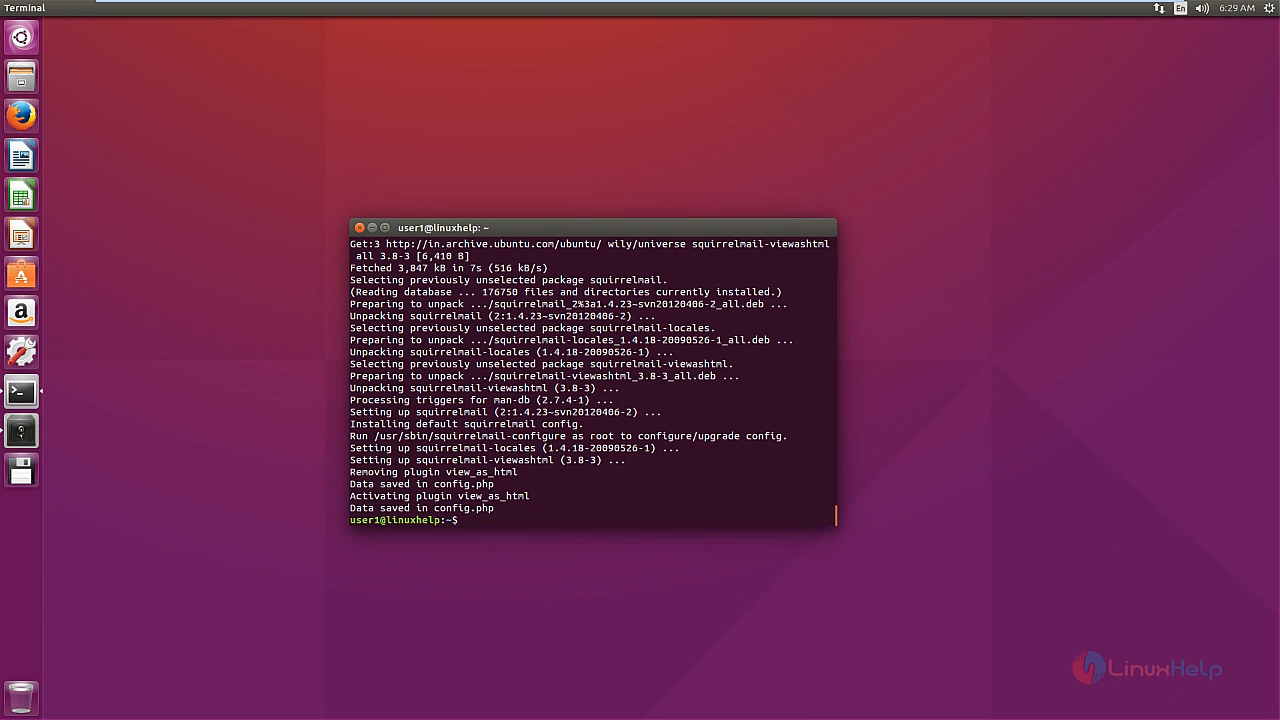 Terminal
En
6:29 AM
user1@linuxhelp: ~
Get:3 http://in.archive.ubuntu.com/ubuntu/ wily/universe squirrelmail-viewashtml
 all 3.8-3 [6,410 B]
Fetched 3,847 kB in 7s (516 kB/s)
Selecting previously unselected package squirrelmail.
(Reading database ... 176750 files and directories currently installed.)
Preparing to unpack .../squirrelmail_2%3a1.4.23~svn20120406-2_all.deb ...
Unpacking squirrelmail (2:1.4.23~svn20120406-2) ...
Selecting previously unselected package squirrelmail-locales.
Preparing to unpack .../squirrelmail-locales_1.4.18-20090526-1_all.deb ...
Unpacking squirrelmail-locales (1.4.18-20090526-1) ...
Selecting previously unselected package squirrelmail-viewashtml.
Preparing to unpack .../squirrelmail-viewashtml_3.8-3_all.deb ...
Unpacking squirrelmail-viewashtml (3.8-3) ...
Processing triggers for man-db (2.7.4-1) ...
Setting up squirrelmail (2:1.4.23~svn20120406-2) ...
Installing default squirrelmail config.
Run /usr/sbin/squirrelmail-configure as root to configure/upgrade config.
Setting up squirrelmail-locales (1.4.18-20090526-1) ...
Setting up squirrelmail-viewashtml (3.8-3) ...
Removing plugin view_as_html
Data saved in config.php
Activating plugin view_as_html
Data saved in config.php
user1@linuxhelp:~$
LinuxHelp